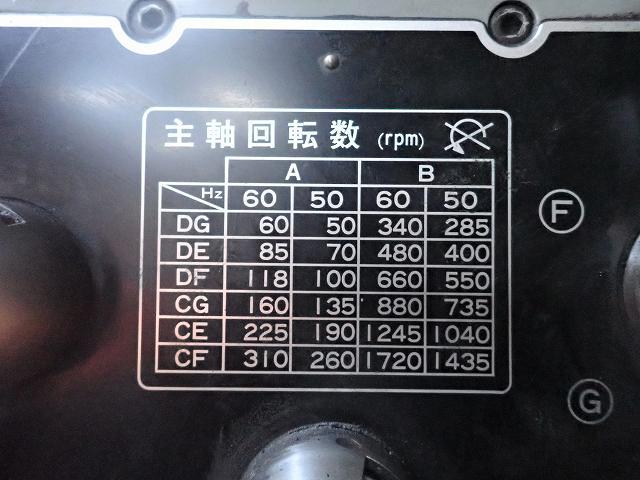 主軸回転数 (rpm)
A B
Hz 60 50 60 50
DG 60 50 340 285
DE 85 70 480 400
DF 118 100 660 550
CG 160 135 880 735
CE 225 190 1245 1040
CF 310 260 1720 1435
F
G